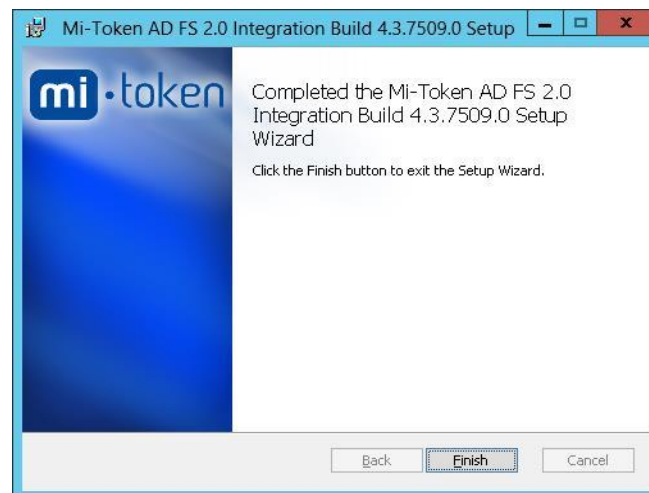 Mi-Token AD FS 2.0 Integration Build 4.3.7509.0 Setup
mi·token
Completed the Mi-Token AD FS 2.0
Integration Build 4.3.7509.0 Setup
Wizard
Click the Finish button to exit the Setup Wizard.
Back Finish Cancel